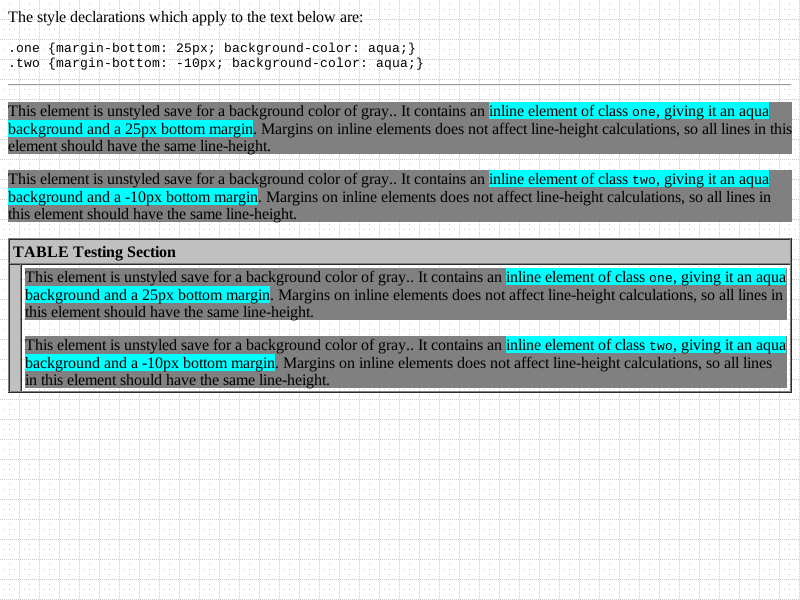 The style declarations which apply to the text below are:
.one {margin-bottom: 25px; background-color: aqua;}
.two {margin-bottom: -10px; background-color: aqua;}
This element is unstyled save for a background color of gray.. It contains an inline element of class one, giving it an aqua
background and a 25px bottom margin. Margins on inline elements does not affect line-height calculations, so all lines in this
element should have the same line-height.
This element is unstyled save for a background color of gray.. It contains an inline element of class two, giving it an aqua
background and a -10px bottom margin. Margins on inline elements does not affect line-height calculations, so all lines in
this element should have the same line-height.
TABLE Testing Section
This element is unstyled save for a background color of gray.. It contains an inline element of class one, giving it an aqua
background and a 25px bottom margin. Margins on inline elements does not affect line-height calculations, so all lines in
this element should have the same line-height.
This element is unstyled save for a background color of gray.. It contains an inline element of class two, giving it an aqua
background and a -10px bottom margin. Margins on inline elements does not affect line-height calculations, so all lines
in this element should have the same line-height.